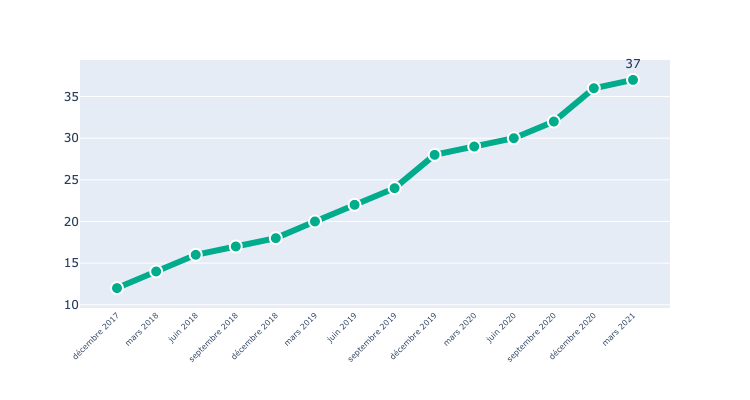 37
35
30
25
20
15
10
décembre 2017
mars 2018
juin 2018
septembre 2018
décembre 2018
mars 2019
juin 2019
septembre 2019
décembre 2019
mars 2020
juin 2020
septembre 2020
décembre 2020
mars 2021